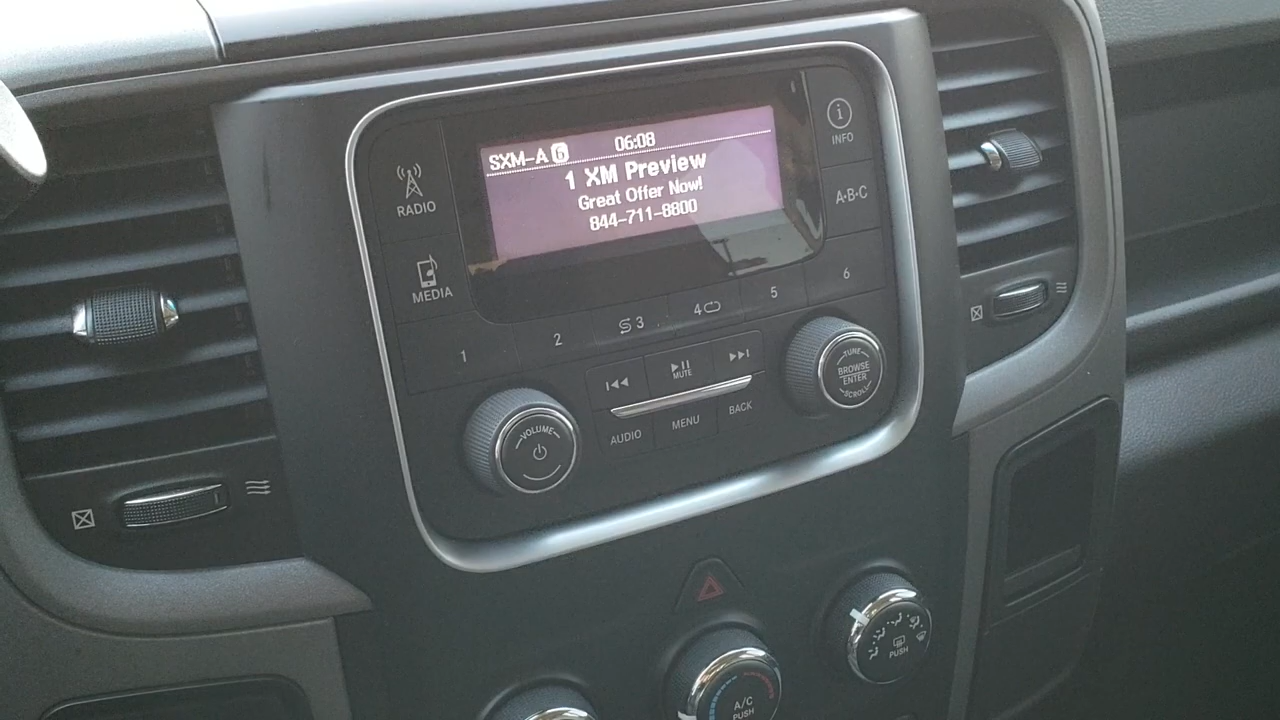 SXM-A 6 06:08
1 XM Preview
Great Offer Now!
844-711-8800
RADIO
MEDIA
i
INFO
A·B·C
1 2 3 4 5 6
MUTE
AUDIO MENU BACK
VOLUME
TUNE
BROWSE
ENTER
SCROLL
A/C
PUSH
PUSH